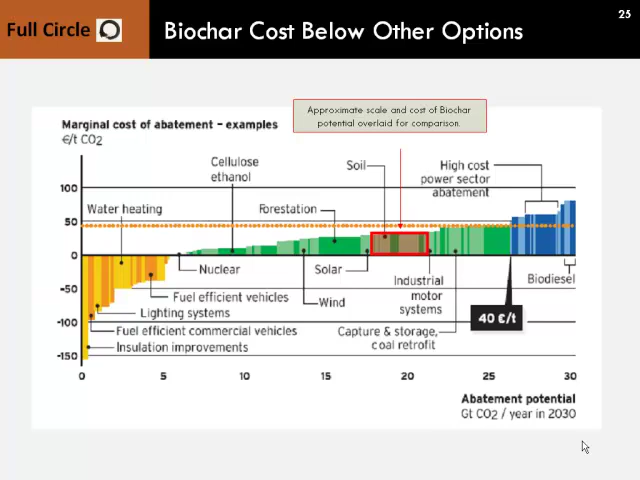 Full Circle
Biochar Cost Below Other Options
25
Approximate scale and cost of Biochar
potential overlaid for comparison.
Marginal cost of abatement – examples
€/t CO2
Cellulose
ethanol
Soil
High cost
power sector
abatement
100
Water heating
Forestation
50
0
Nuclear
Solar
Industrial
motor
systems
Biodiesel
-50
Fuel efficient vehicles
Wind
Lighting systems
40 €/t
-100
Fuel efficient commercial vehicles
Capture & storage,
coal retrofit
Insulation improvements
-150
0 5 10 15 20 25 30
Abatement potential
Gt CO2 / year in 2030